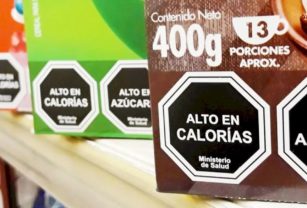 ALTO EN
CALORÍAS
Ministerio
de Salud
ALTO EN
AZÚCAR
Contenido Neto
400g
13
PORCIONES
APROX.
ALTO EN
CALORÍAS
Ministerio
de Salud
A